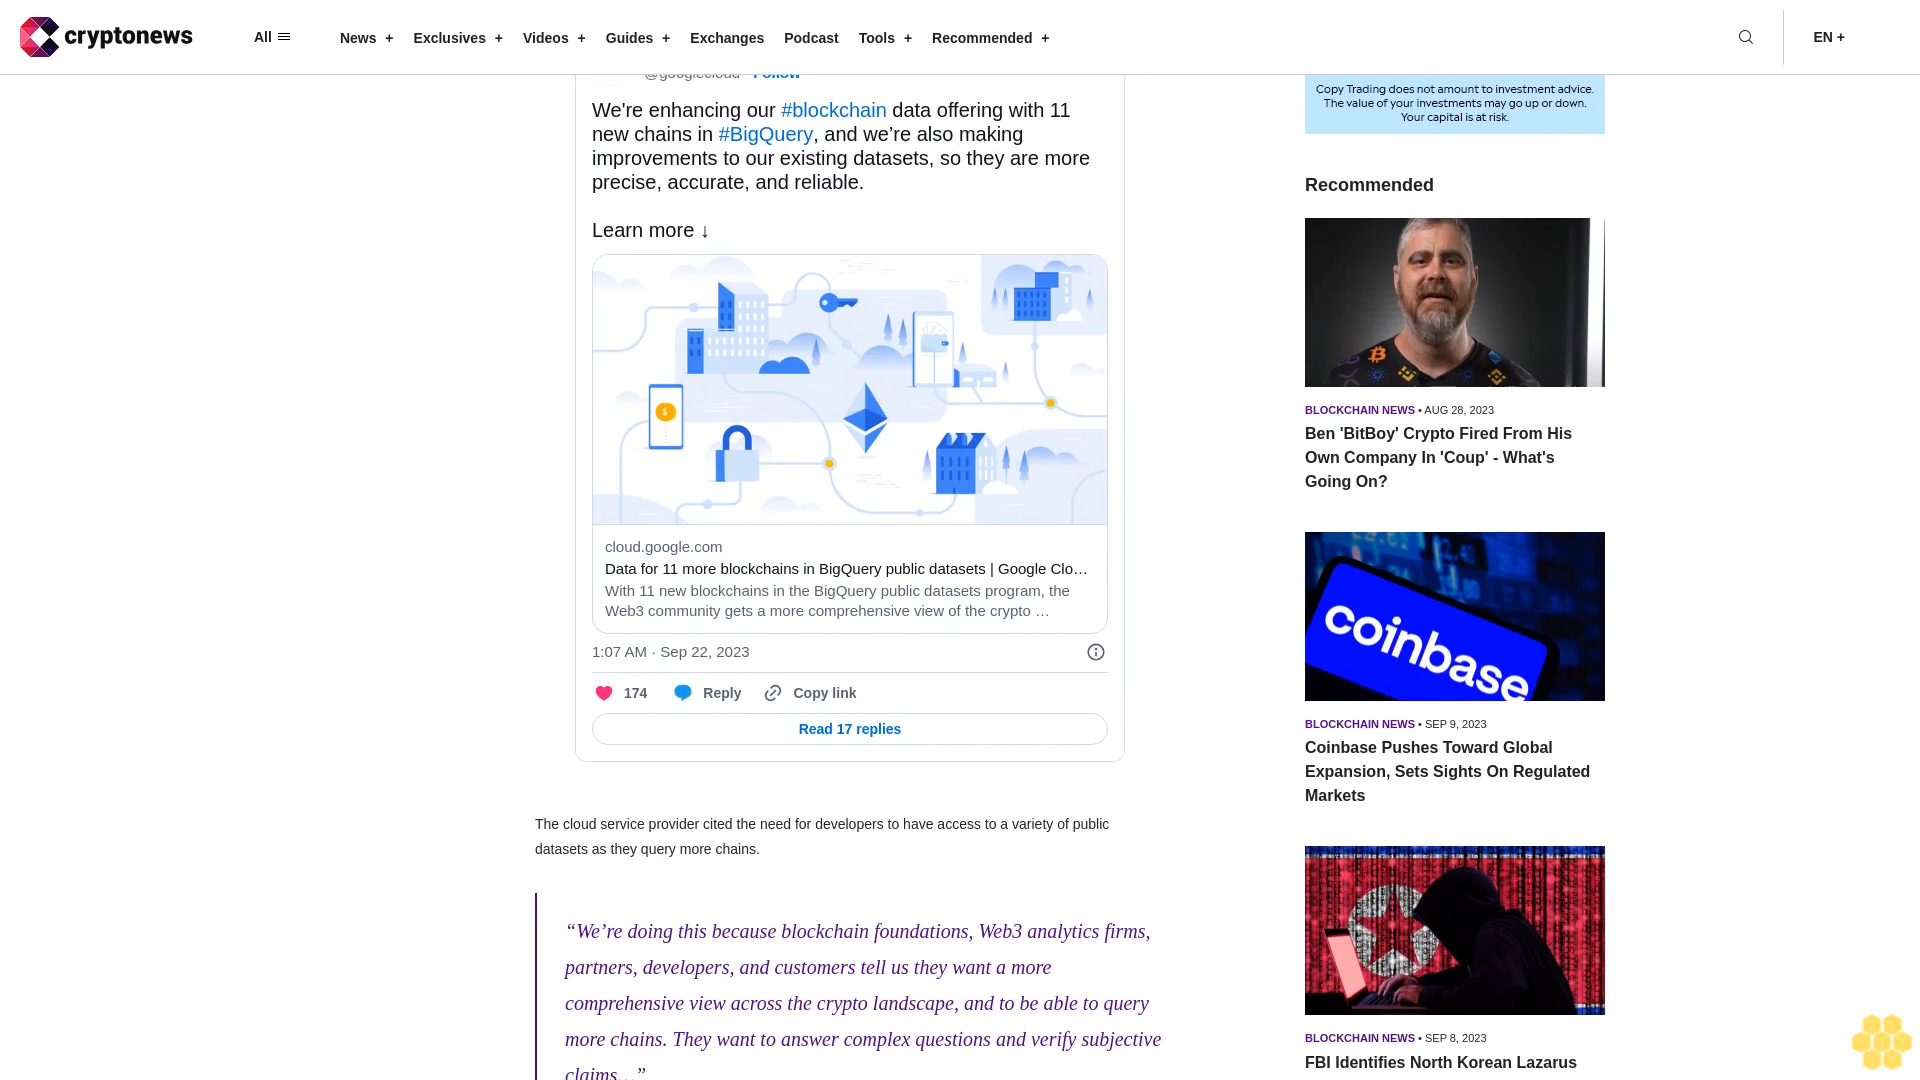 cryptonews
All
News +
Exclusives +
Videos +
Guides +
Exchanges
Podcast
Tools +
Recommended +
EN +
@googlecloud · Follow
We're enhancing our #blockchain data offering with 11
new chains in #BigQuery, and we’re also making
improvements to our existing datasets, so they are more
precise, accurate, and reliable.
Learn more ↓
cloud.google.com
Data for 11 more blockchains in BigQuery public datasets | Google Clo…
With 11 new blockchains in the BigQuery public datasets program, the
Web3 community gets a more comprehensive view of the crypto …
1:07 AM · Sep 22, 2023
174
Reply
Copy link
Read 17 replies
The cloud service provider cited the need for developers to have access to a variety of public
datasets as they query more chains.
“We’re doing this because blockchain foundations, Web3 analytics firms,
partners, developers, and customers tell us they want a more
comprehensive view across the crypto landscape, and to be able to query
more chains. They want to answer complex questions and verify subjective
claims…”
Copy Trading does not amount to investment advice.
The value of your investments may go up or down.
Your capital is at risk.
Recommended
BLOCKCHAIN NEWS • AUG 28, 2023
Ben 'BitBoy' Crypto Fired From His
Own Company In 'Coup' - What's
Going On?
coinbase
BLOCKCHAIN NEWS • SEP 9, 2023
Coinbase Pushes Toward Global
Expansion, Sets Sights On Regulated
Markets
BLOCKCHAIN NEWS • SEP 8, 2023
FBI Identifies North Korean Lazarus